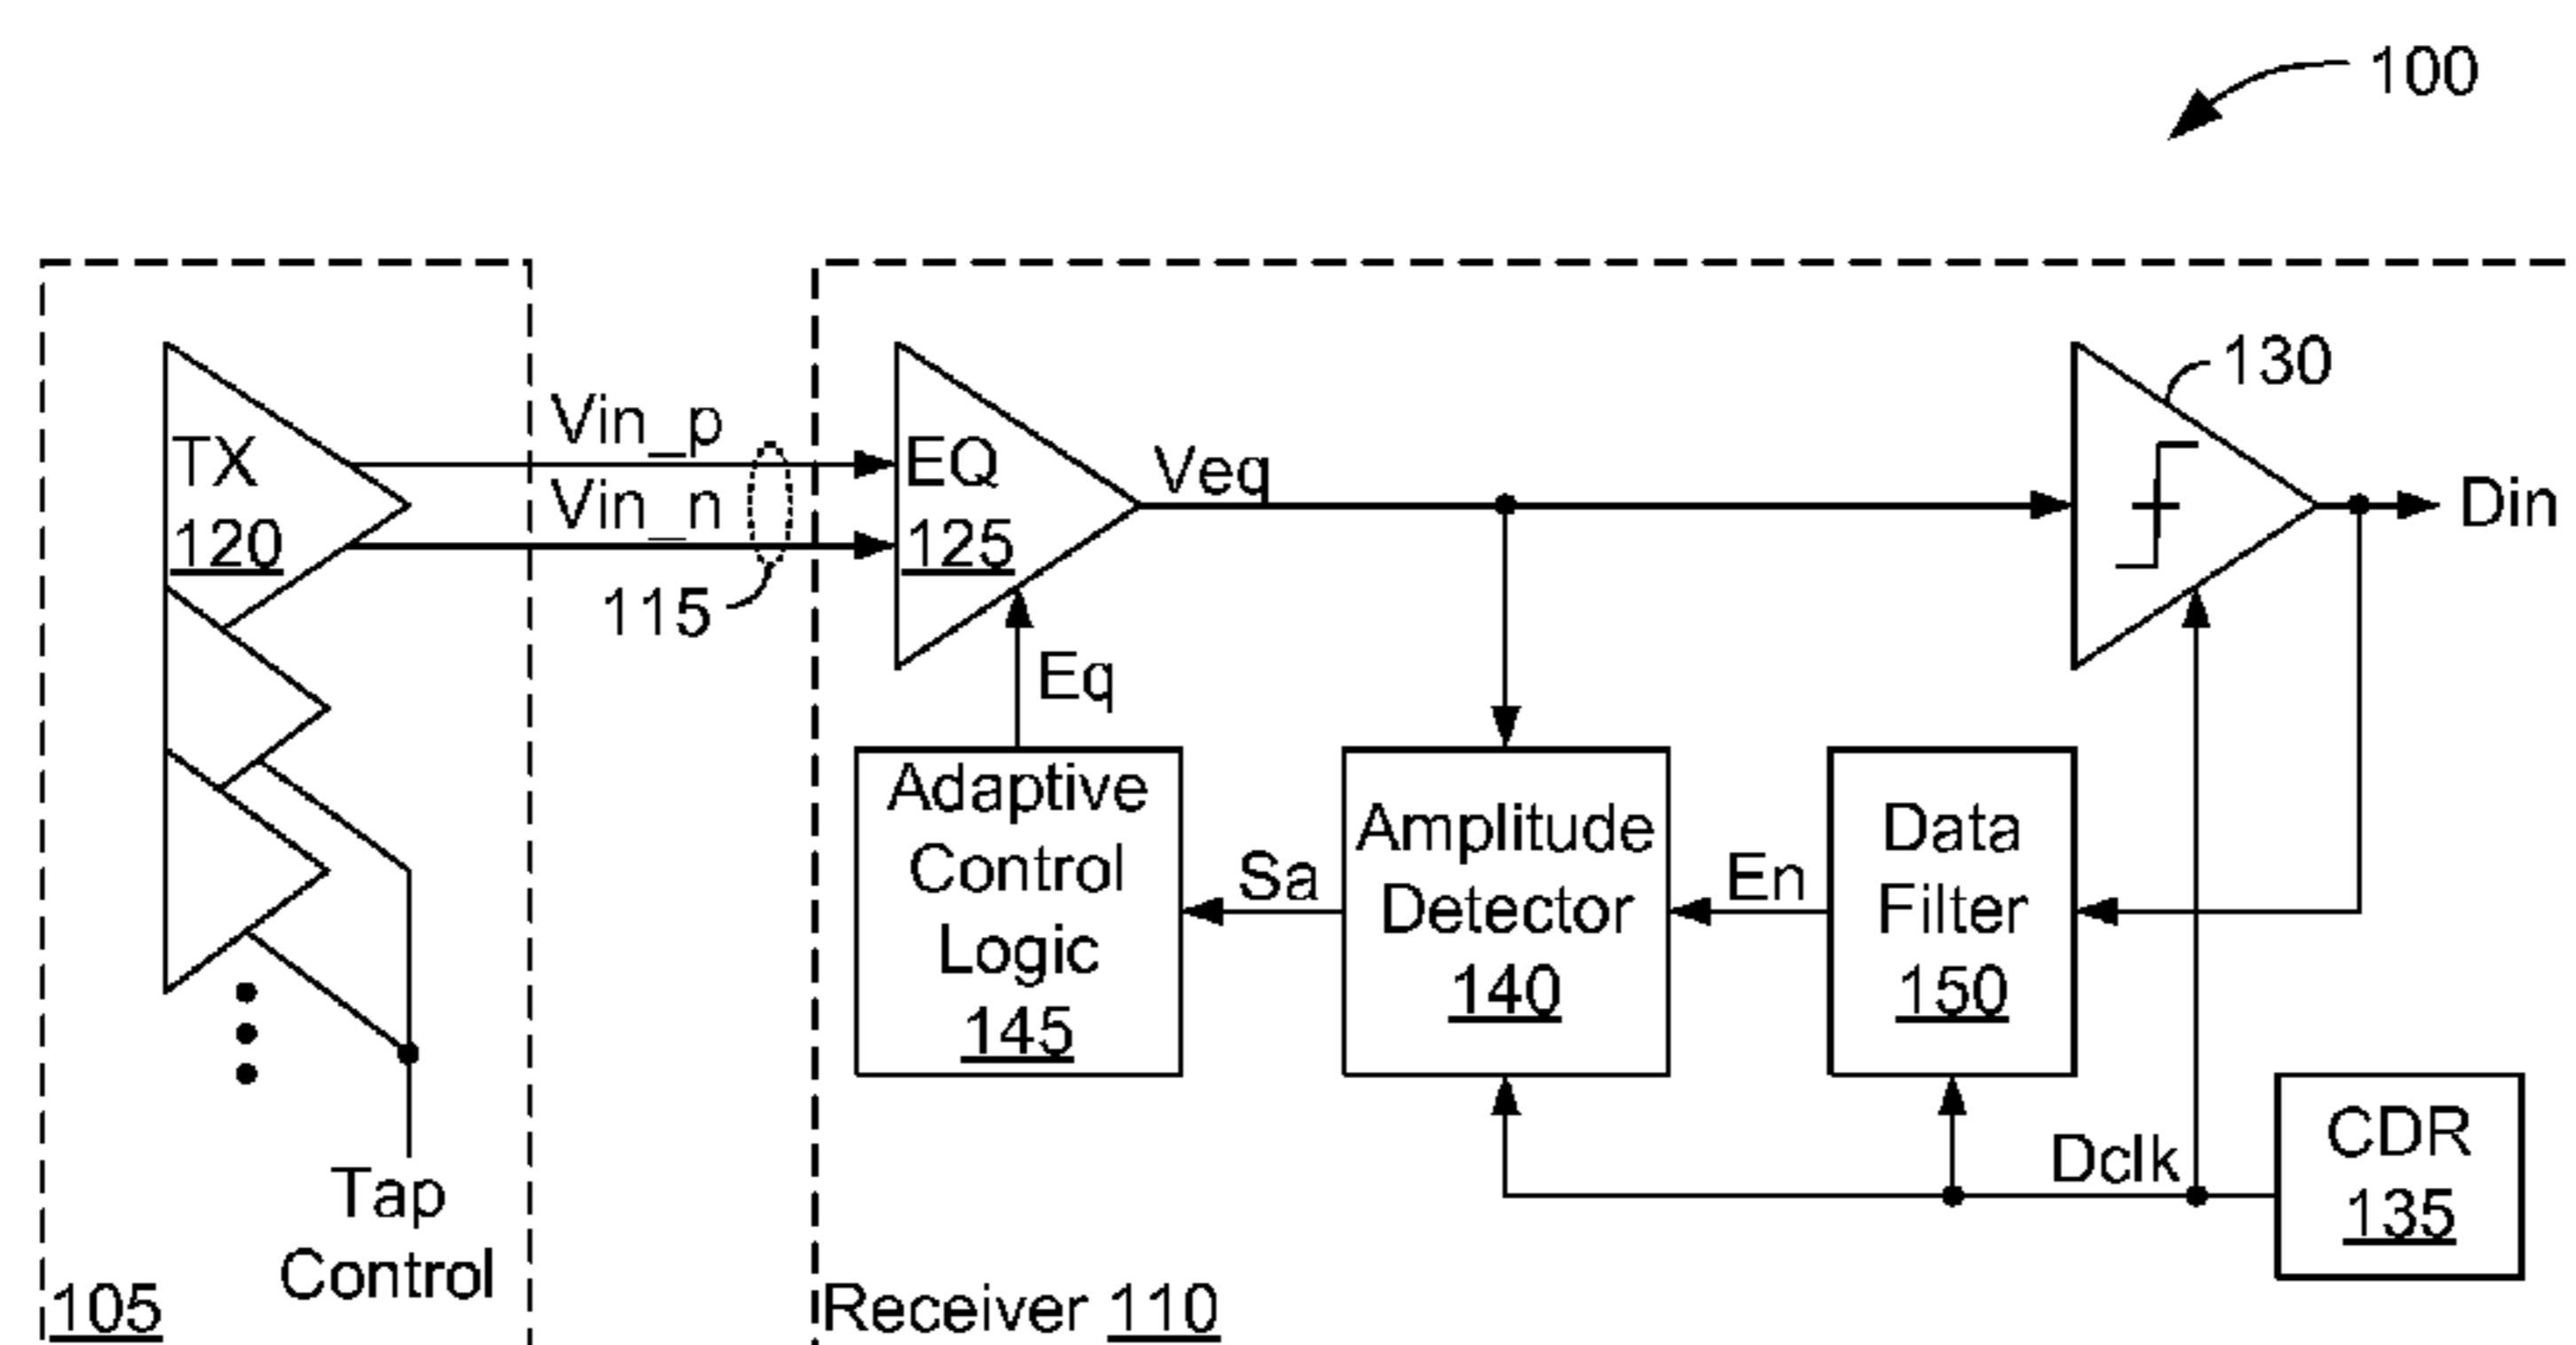 100
130
Vin_p
TX
120
EQ
125
Veq
Din
Vin_n
115
Eq
Adaptive
Control
Logic
145
Sa
Amplitude
Detector
140
En
Data
Filter
150
Dclk
CDR
135
Tap
Control
105
Receiver 110